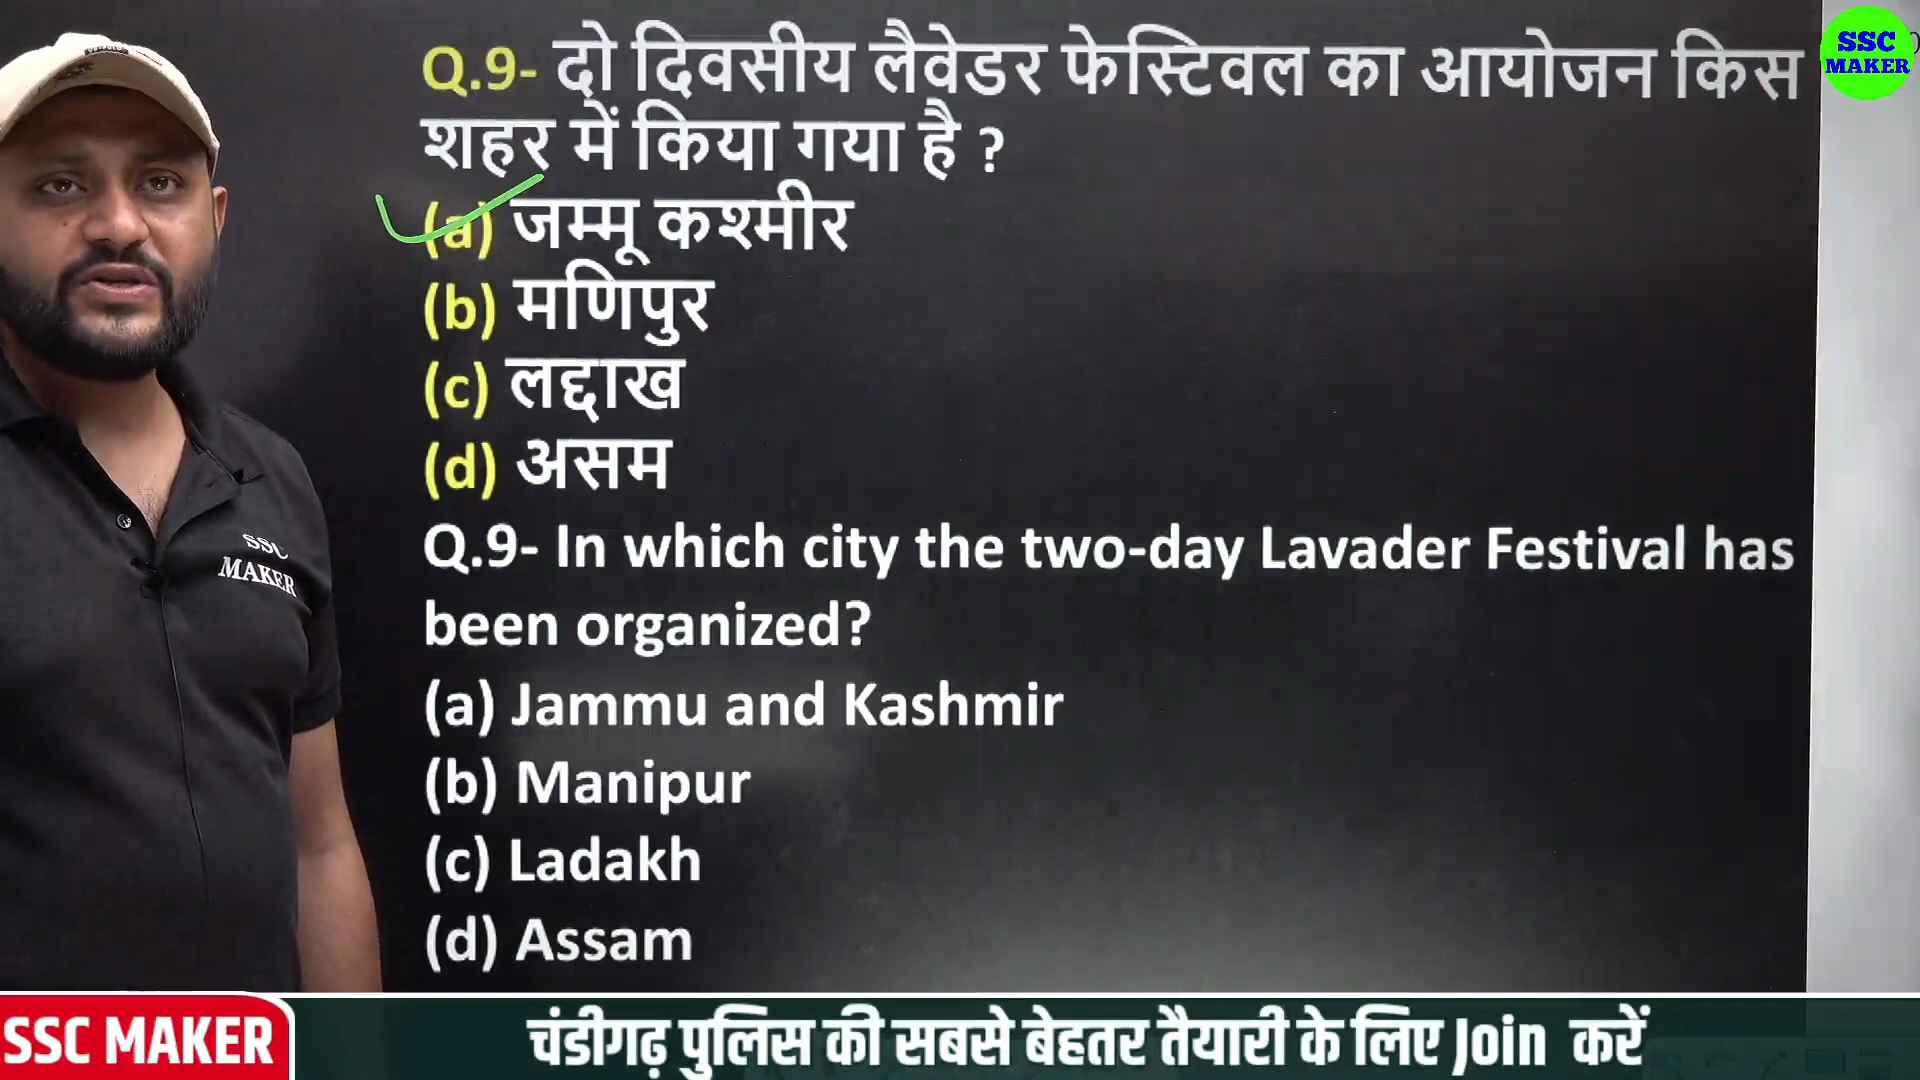 Q.9- दो दिवसीय लैवेडर फेस्टिवल का आयोजन किस
शहर में किया गया है ?
(a) जम्मू कश्मीर
(b) मणिपुर
(c) लद्दाख
(d) असम
Q.9- In which city the two-day Lavader Festival has
been organized?
(a) Jammu and Kashmir
(b) Manipur
(c) Ladakh
(d) Assam
SSC
MAKER
SSC
MAKER
SSC MAKER
चंडीगढ़ पुलिस की सबसे बेहतर तैयारी के लिए Join करें